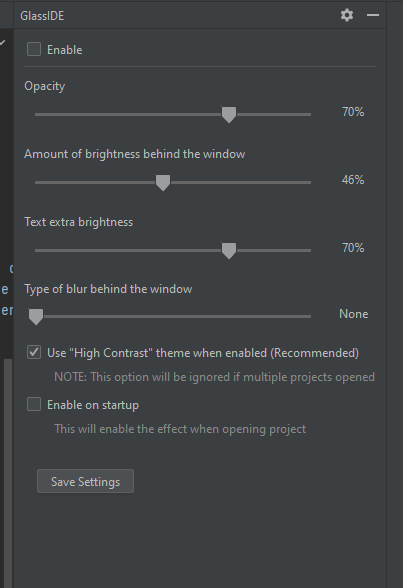 GlassIDE
Enable
Opacity
70%
Amount of brightness behind the window
46%
Text extra brightness
70%
Type of blur behind the window
None
Use "High Contrast" theme when enabled (Recommended)
NOTE: This option will be ignored if multiple projects opened
Enable on startup
This will enable the effect when opening project
Save Settings